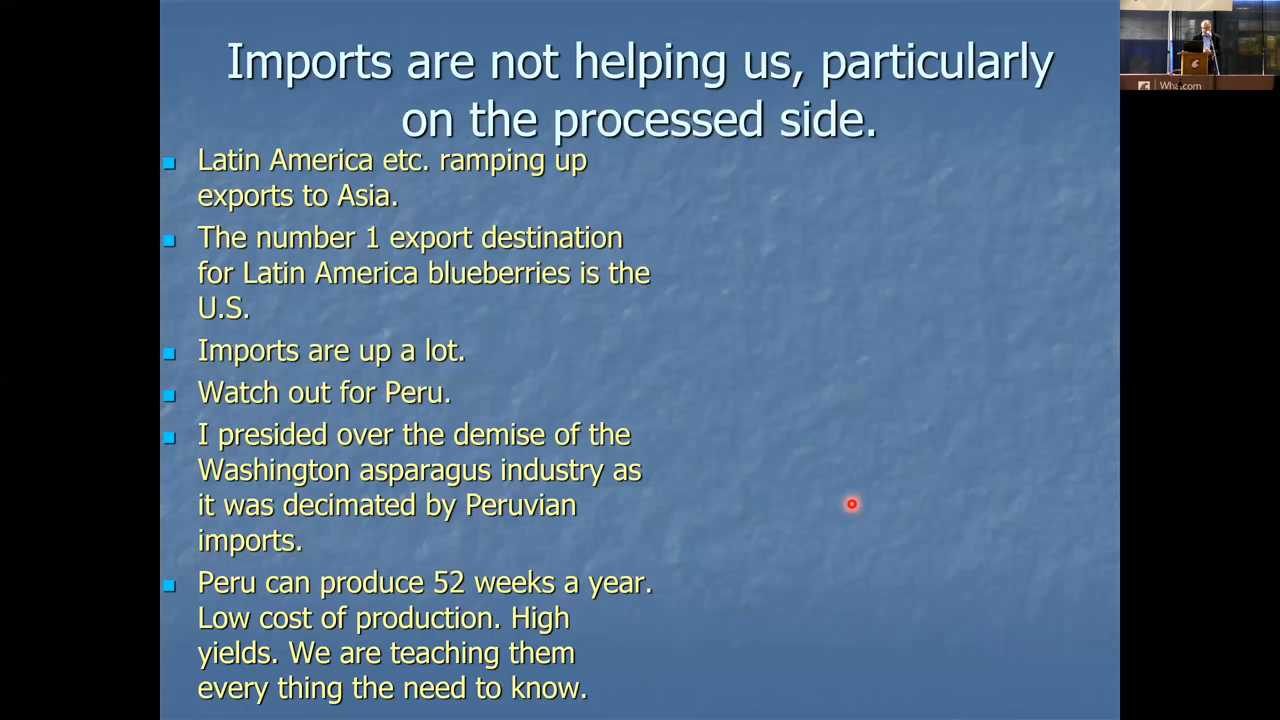 Imports are not helping us, particularly
on the processed side.
Latin America etc. ramping up
exports to Asia.
The number 1 export destination
for Latin America blueberries is the
U.S.
Imports are up a lot.
Watch out for Peru.
I presided over the demise of the
Washington asparagus industry as
it was decimated by Peruvian
imports.
Peru can produce 52 weeks a year.
Low cost of production. High
yields. We are teaching them
every thing the need to know.
Whatcom